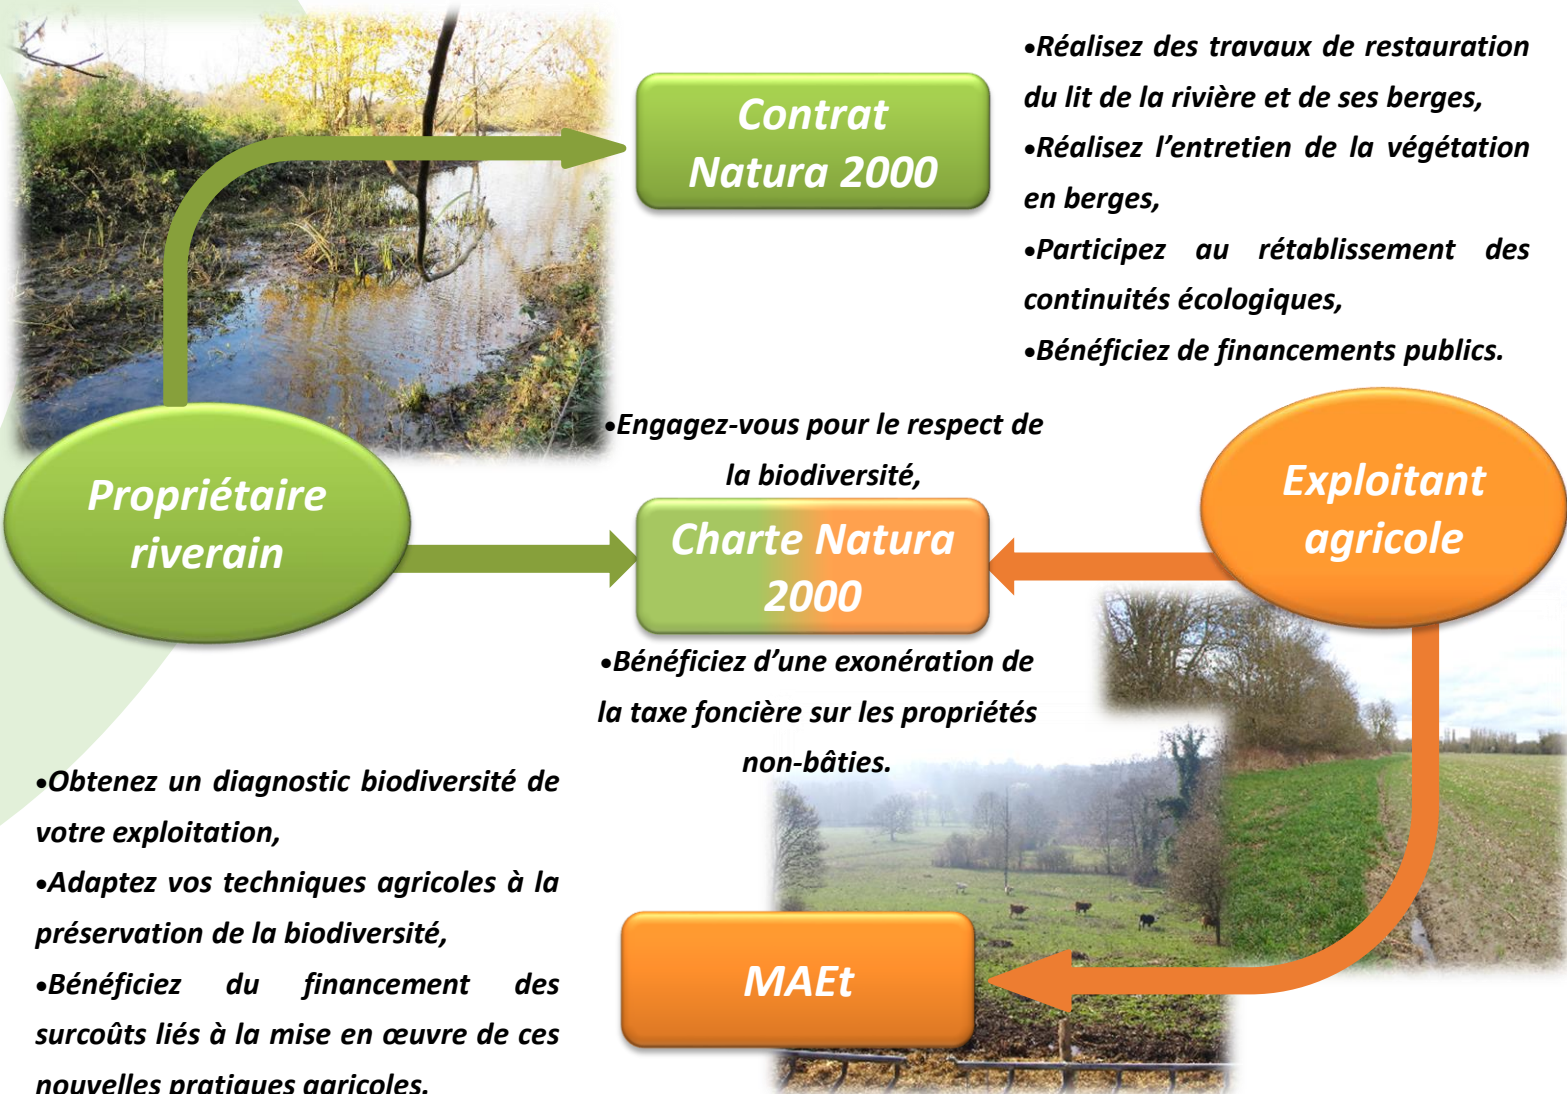 •Réalisez des travaux de restauration
du lit de la rivière et de ses berges,
•Réalisez l’entretien de la végétation
en berges,
•Participez au rétablissement des
continuités écologiques,
•Bénéficiez de financements publics.
Contrat
Natura 2000
•Engagez-vous pour le respect de
la biodiversité,
Propriétaire
riverain
Charte Natura
2000
Exploitant
agricole
•Bénéficiez d’une exonération de
la taxe foncière sur les propriétés
non-bâties.
•Obtenez un diagnostic biodiversité de
votre exploitation,
•Adaptez vos techniques agricoles à la
préservation de la biodiversité,
•Bénéficiez du financement des
surcoûts liés à la mise en œuvre de ces
nouvelles pratiques agricoles.
MAEt